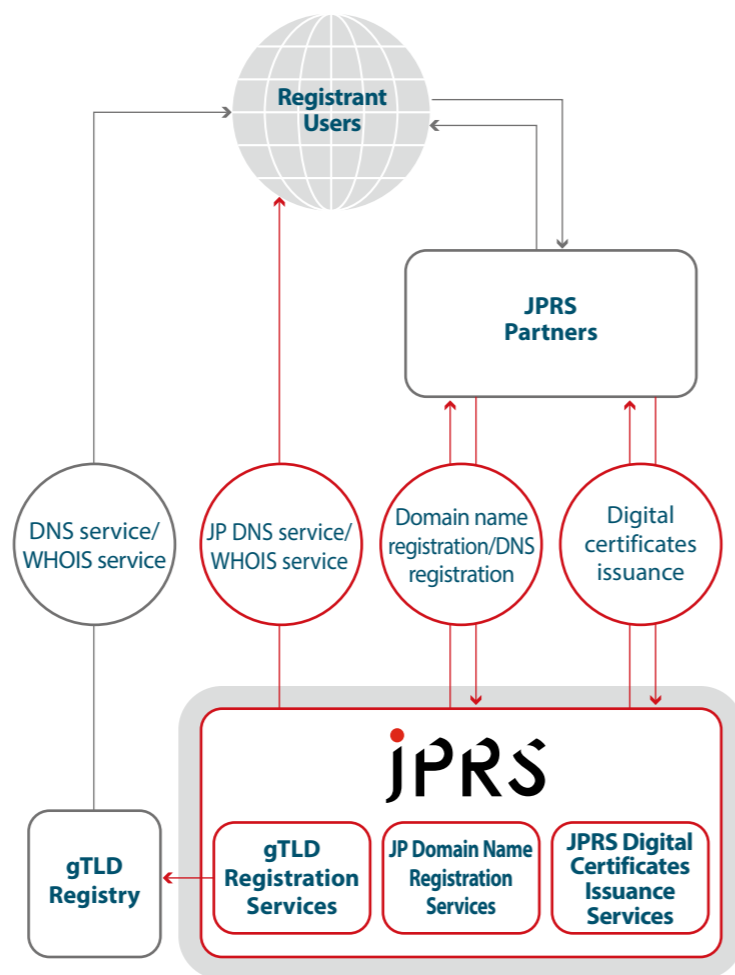 Registrant
Users
JPRS
Partners
DNS service/
WHOIS service
JP DNS service/
WHOIS service
Domain name
registration/DNS
registration
Digital
certificates
issuance
jPRS
gTLD
Registry
gTLD
Registration
Services
JP Domain Name
Registration
Services
JPRS Digital
Certificates
Issuance
Services